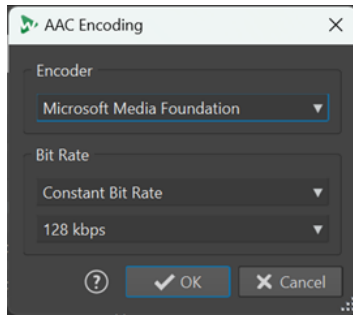 AAC Encoding
Encoder
Microsoft Media Foundation
Bit Rate
Constant Bit Rate
128 kbps
? OK Cancel